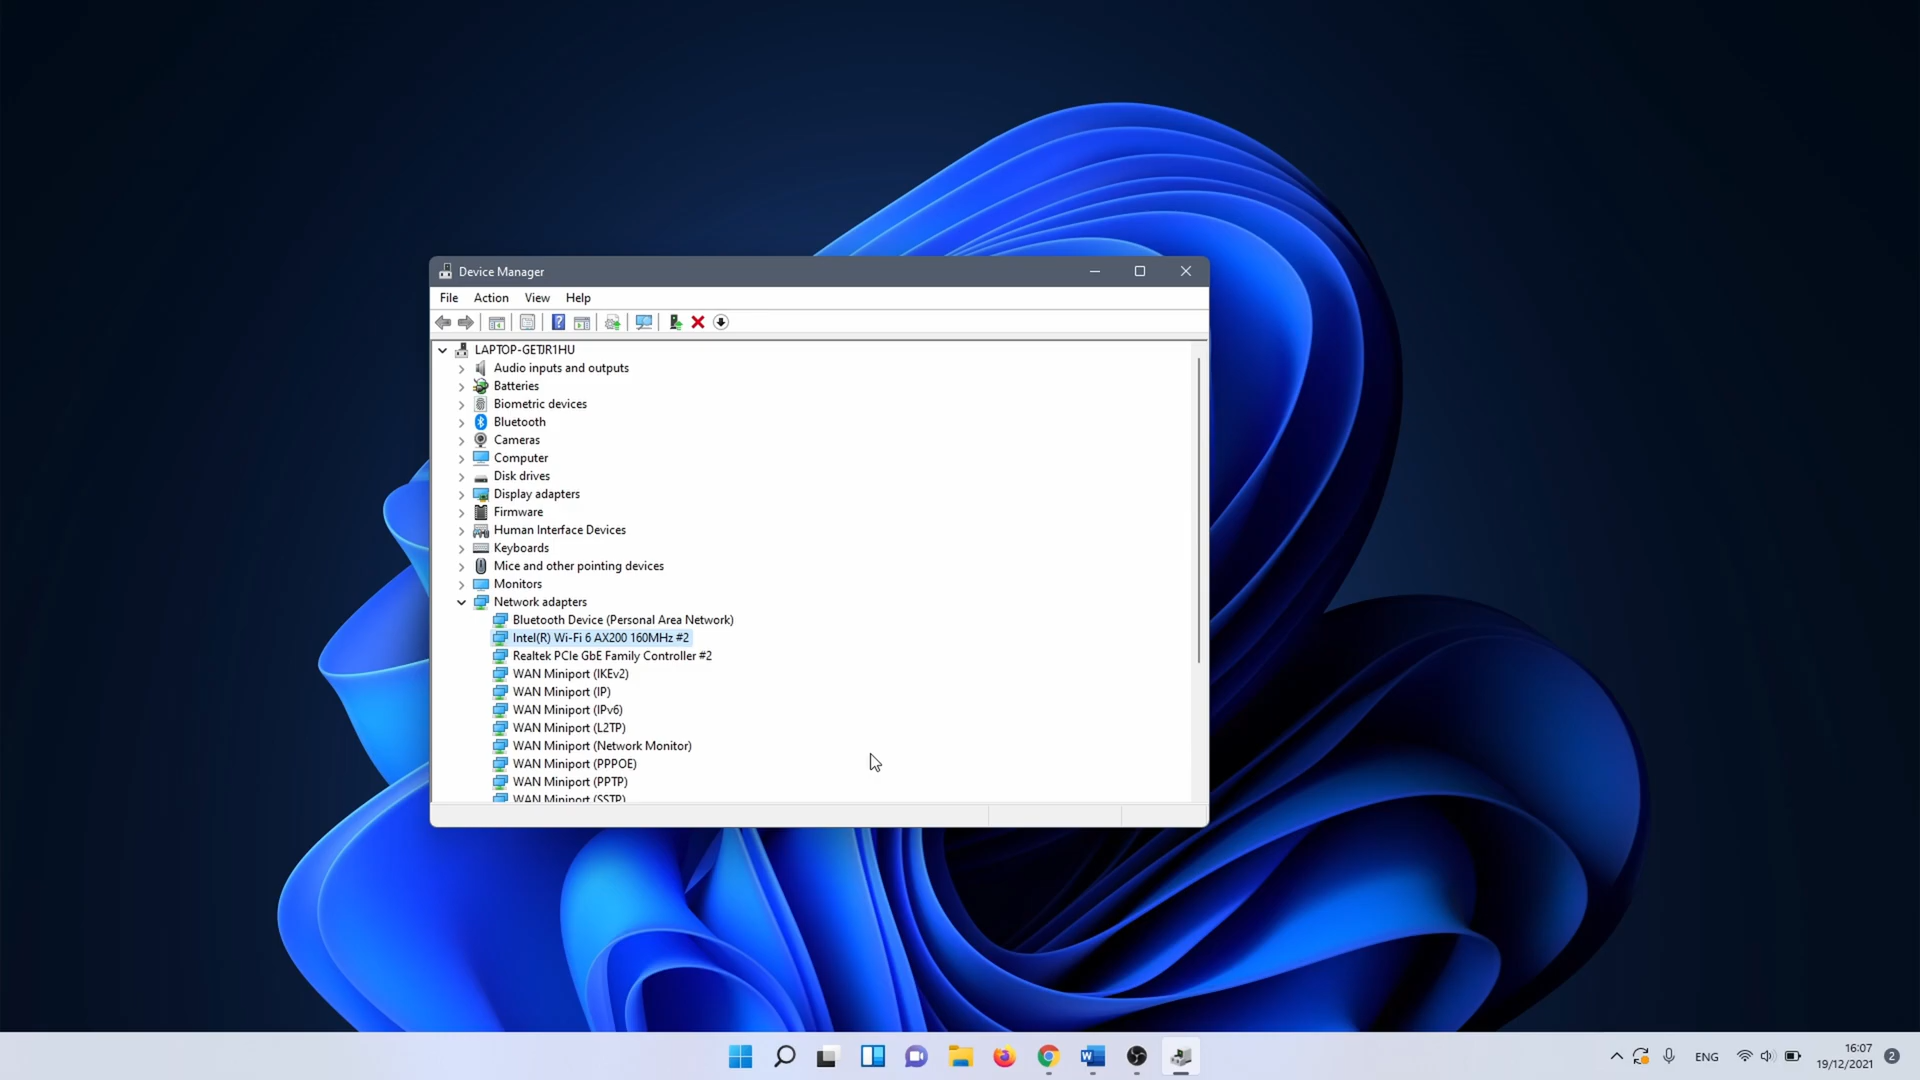 Device Manager
File Action View Help
LAPTOP-GETJR1HU
Audio inputs and outputs
Batteries
Biometric devices
Bluetooth
Cameras
Computer
Disk drives
Display adapters
Firmware
Human Interface Devices
Keyboards
Mice and other pointing devices
Monitors
Network adapters
Bluetooth Device (Personal Area Network)
Intel(R) Wi-Fi 6 AX200 160MHz #2
Realtek PCIe GbE Family Controller #2
WAN Miniport (IKEv2)
WAN Miniport (IP)
WAN Miniport (IPv6)
WAN Miniport (L2TP)
WAN Miniport (Network Monitor)
WAN Miniport (PPPOE)
WAN Miniport (PPTP)
WAN Miniport (SSTP)
ENG
16:07
19/12/2021
2